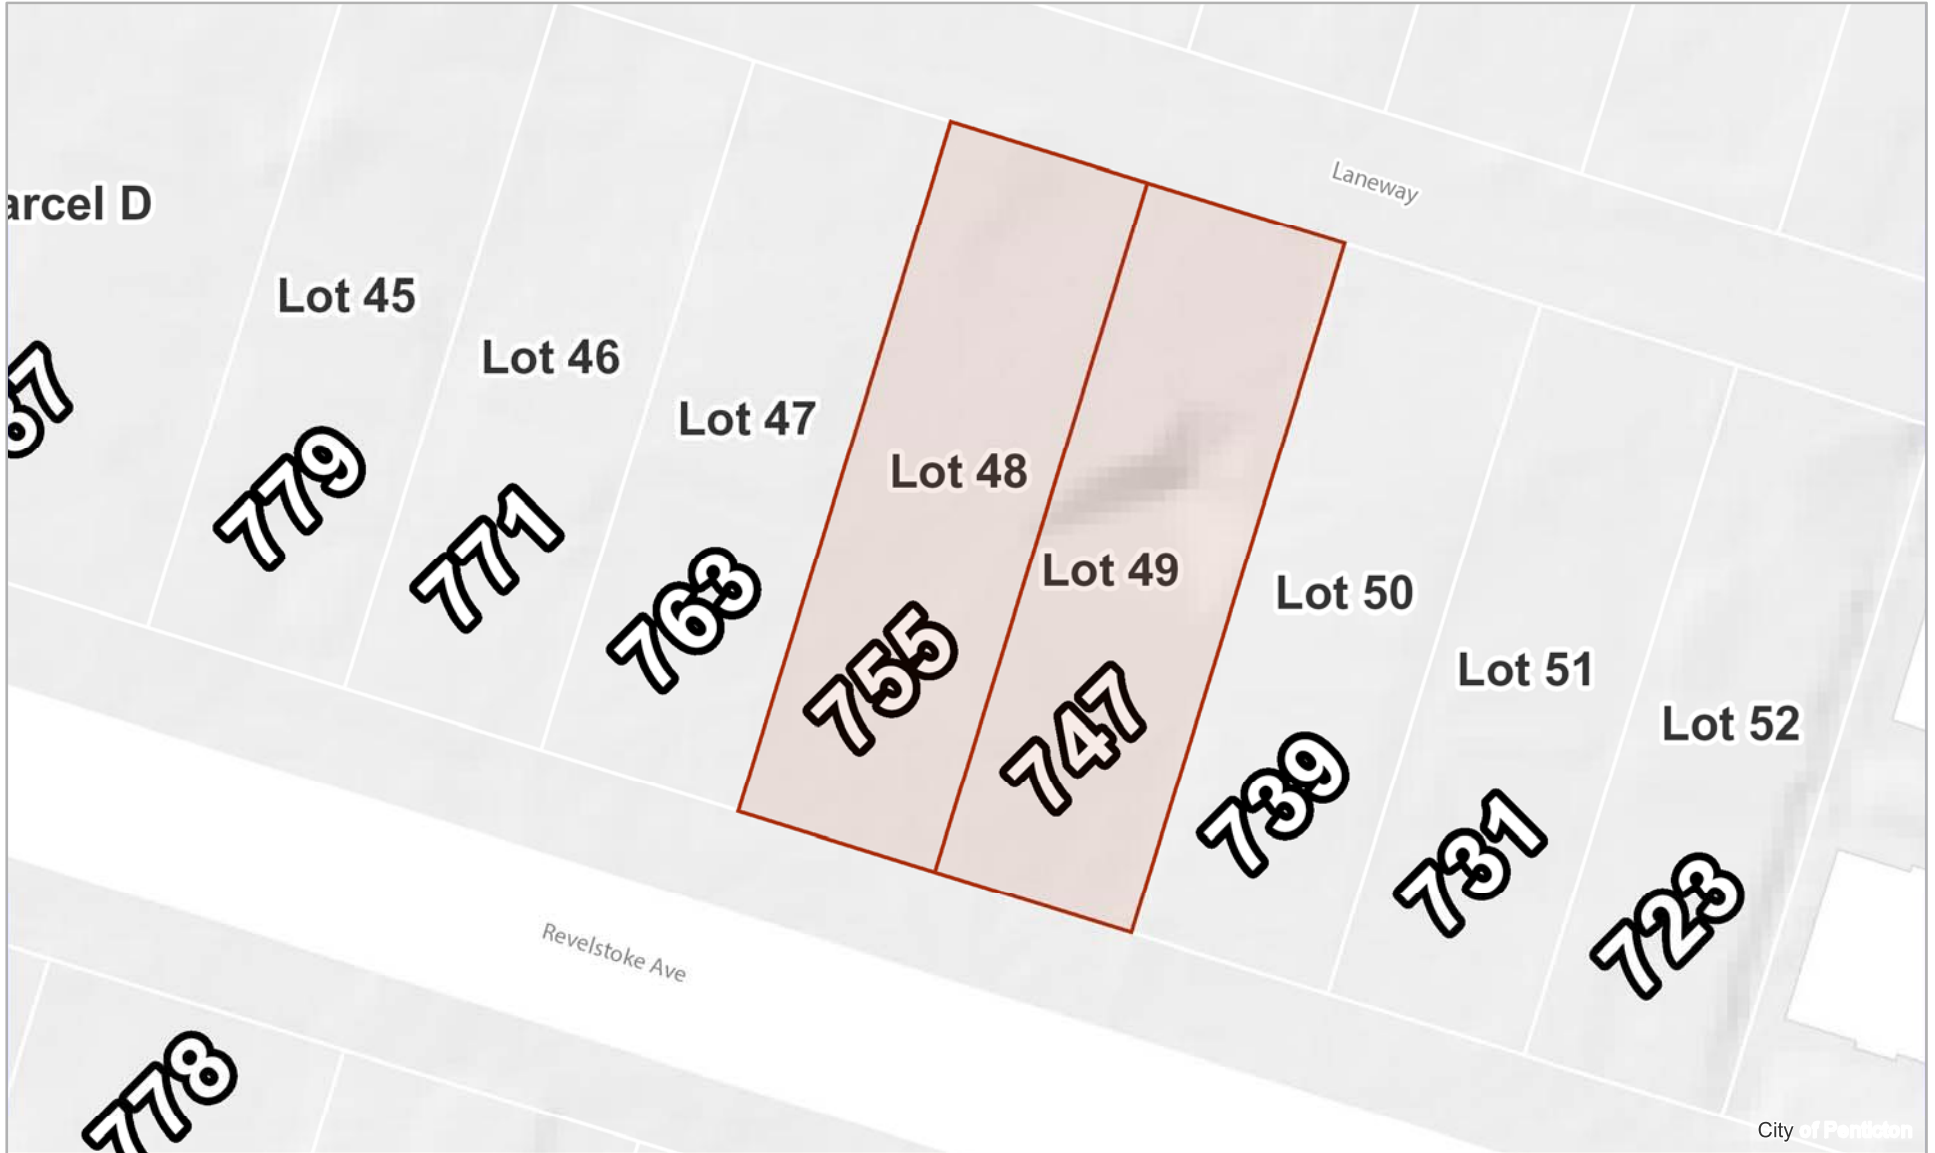 Laneway
arcel D
Lot 45
Lot 46
Lot 47
Lot 48
Lot 49
Lot 50
Lot 51
Lot 52
779
771
763
755
747
739
731
723
Revelstoke Ave
778
City of Penticton